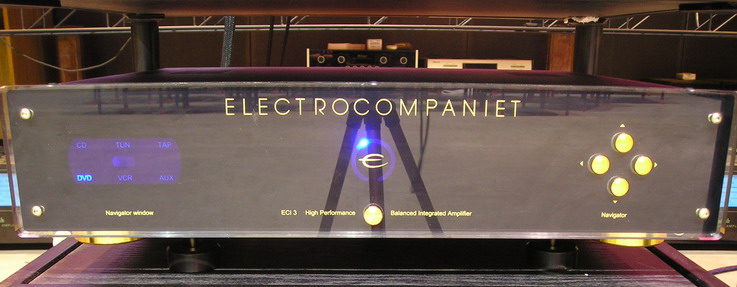 ELECTROCOMPANIET
CD TUN TAP
DVD VCR AUX
Navigator window
ECI 3 High Performance Balanced Integrated Amplifier
Navigator